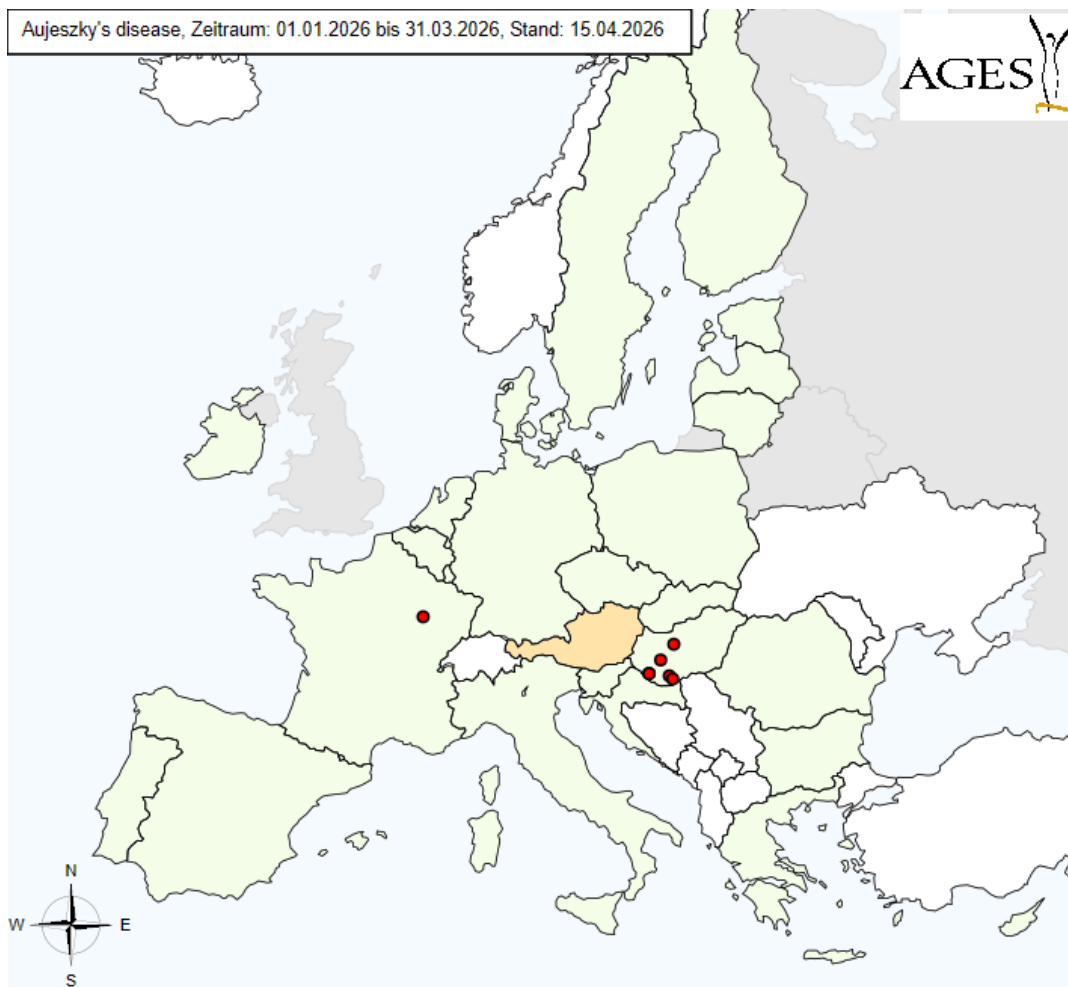 Aujeszky's disease, Zeitraum: 01.01.2026 bis 31.03.2026, Stand: 15.04.2026
AGES
N
W
E
S